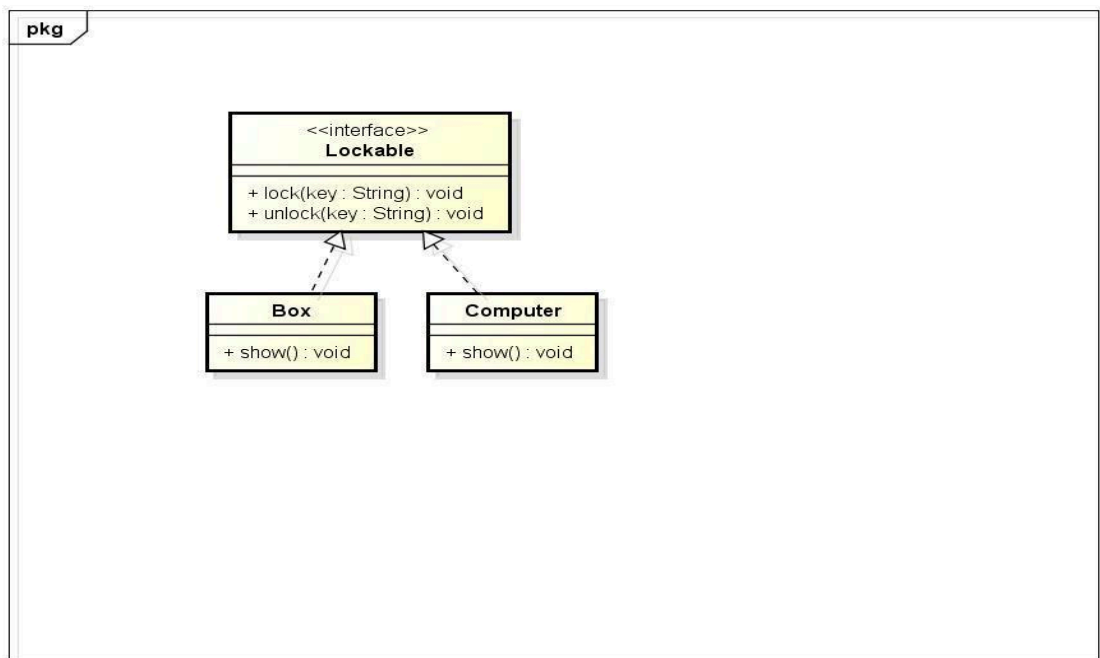 pkg
<<interface>>
Lockable
+ lock(key : String) : void
+ unlock(key : String) : void
Box
+ show() : void
Computer
+ show() : void